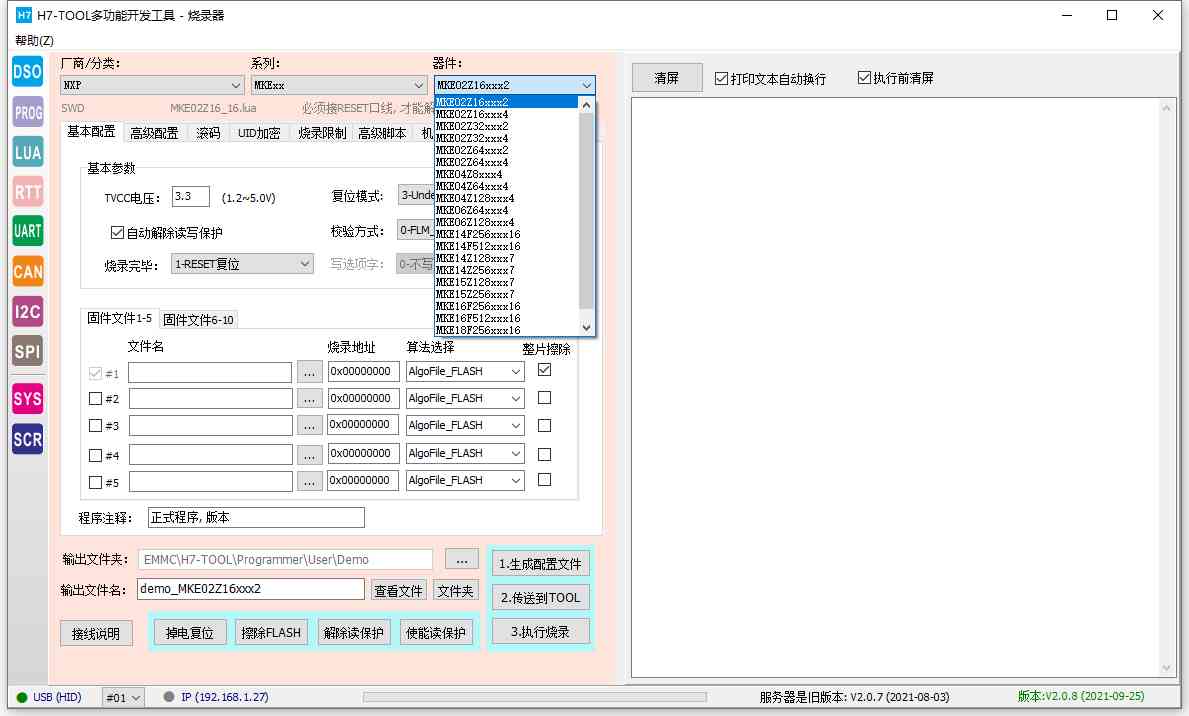 H7-TOOL多功能开发工具 - 烧录器
帮助(Z)
厂商/分类: 系列: 器件:
NXP MKExx MKE02Z16xxx2
SWD MKE02Z16_16.lua 必须接RESET口线, 才能解
清屏 打印文本自动换行 执行前清屏
DSO
PROG
LUA
RTT
UART
CAN
I2C
SPI
SYS
SCR
MKE02Z16xxx2
MKE02Z16xxx4
MKE02Z32xxx2
MKE02Z32xxx4
MKE02Z64xxx2
MKE02Z64xxx4
MKE04Z8xxx4
MKE04Z64xxx4
MKE04Z128xxx4
MKE06Z64xxx4
MKE06Z128xxx4
MKE14F256xxx16
MKE14F512xxx16
MKE14Z128xxx7
MKE14Z256xxx7
MKE15Z128xxx7
MKE15Z256xxx7
MKE16F256xxx16
MKE16F512xxx16
MKE18F256xxx16
基本配置 高级配置 滚码 UID加密 烧录限制 高级脚本 机
基本参数
TVCC电压: 3.3 (1.2~5.0V) 复位模式: 3-Unde
自动解除读写保护 校验方式: 0-FLM_
烧录完毕: 1-RESET复位 写选项字: 0-不写
固件文件1-5 固件文件6-10
文件名 烧录地址 算法选择 整片擦除
#1 ... 0x00000000 AlgoFile_FLASH
#2 ... 0x00000000 AlgoFile_FLASH
#3 ... 0x00000000 AlgoFile_FLASH
#4 ... 0x00000000 AlgoFile_FLASH
#5 ... 0x00000000 AlgoFile_FLASH
程序注释: 正式程序, 版本
输出文件夹: EMMC\H7-TOOL\Programmer\User\Demo ... 1.生成配置文件
输出文件名: demo_MKE02Z16xxx2 查看文件 文件夹 2.传送到TOOL
接线说明 掉电复位 擦除FLASH 解除读保护 使能读保护 3.执行烧录
USB (HID) #01 IP (192.168.1.27) 服务器是旧版本: V2.0.7 (2021-08-03) 版本:V2.0.8 (2021-09-25)